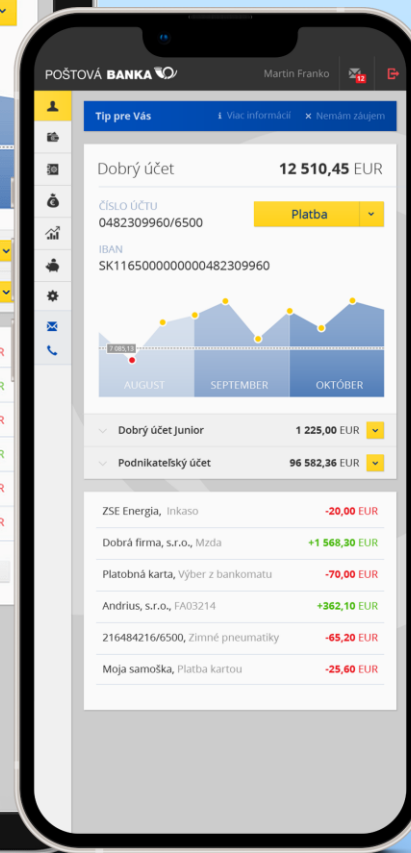 POŠTOVÁ BANKA
Martin Franko
12
Tip pre Vás
i Viac informácií
× Nemám záujem
Dobrý účet
12 510,45 EUR
ČÍSLO ÚČTU
0482309960/6500
Platba
IBAN
SK1165000000000482309960
7 085,13
AUGUST
SEPTEMBER
OKTÓBER
Dobrý účet Junior
1 225,00 EUR
Podnikateľský účet
96 582,36 EUR
ZSE Energia, Inkaso
-20,00 EUR
Dobrá firma, s.r.o., Mzda
+1 568,30 EUR
Platobná karta, Výber z bankomatu
-70,00 EUR
Andrius, s.r.o., FA03214
+362,10 EUR
216484216/6500, Zimné pneumatiky
-65,20 EUR
Moja samoška, Platba kartou
-25,60 EUR